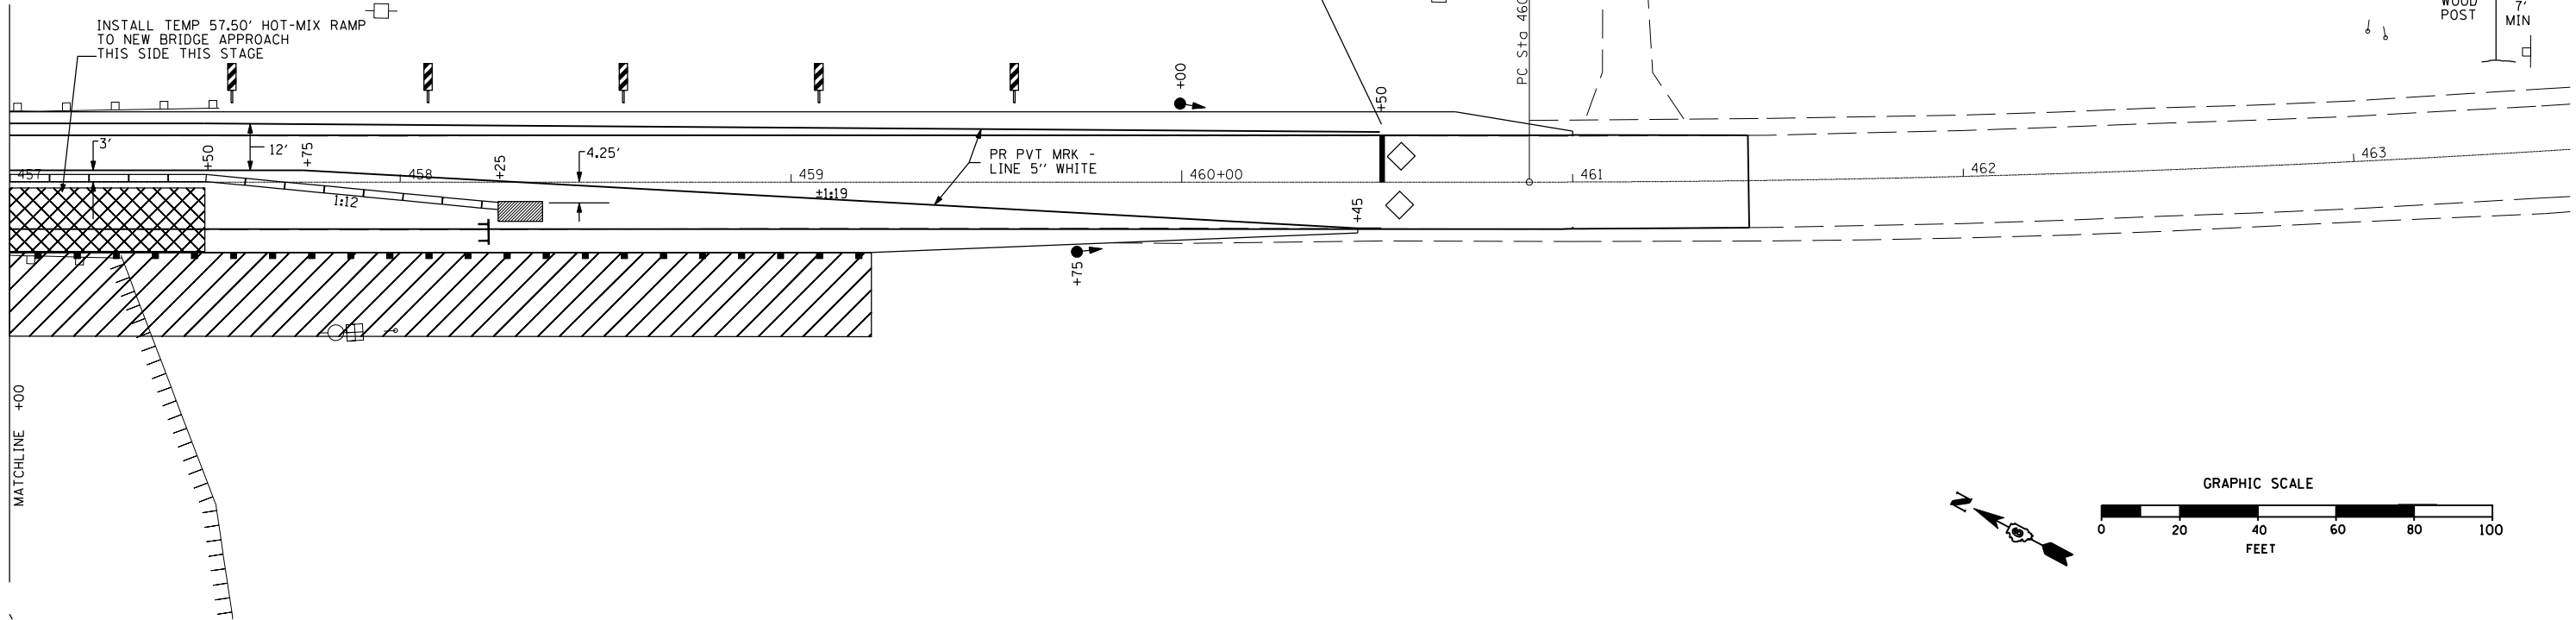 INSTALL TEMP 57.50' HOT-MIX RAMP
TO NEW BRIDGE APPROACH
THIS SIDE THIS STAGE
WOOD
POST
7'
MIN
PC Sta 460
+00
+50
3'
12'
+50
+75
+25
4.25'
PR PVT MRK -
LINE 5'' WHITE
457
458
459
460+00
461
462
463
1:12
±1:19
+45
+75
MATCHLINE +00
N
GRAPHIC SCALE
0 20 40 60 80 100
FEET